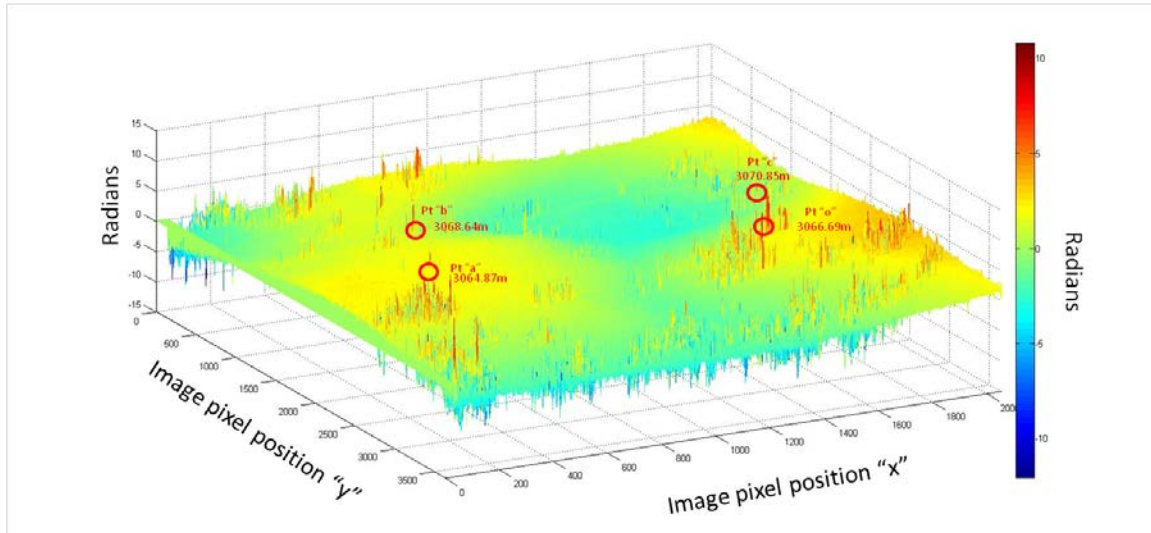 15
10
5
0
-5
-10
-15
Radians
0
500
1000
1500
2000
2500
3000
3500
Image pixel position “y”
0
200
400
600
800
1000
1200
1400
1600
1800
200
Image pixel position “x”
Pt “b”
3068.64m
Pt “a”
3064.87m
Pt “c”
3070.85m
Pt “o”
3066.69m
10
5
0
-5
-10
Radians